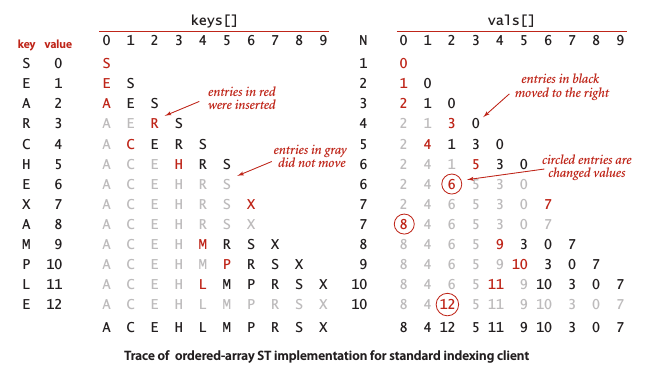 keys[] vals[]
key value 0 1 2 3 4 5 6 7 8 9 N 0 1 2 3 4 5 6 7 8 9
S 0 S 1 0
E 1 E S 2 1 0
A 2 A E S 3 2 1 0
R 3 A E R S 4 2 1 3 0
C 4 A C E R S 5 2 4 1 3 0
H 5 A C E H R S 6 2 4 1 5 3 0
E 6 A C E H R S 6 2 4 6 5 3 0
X 7 A C E H R S X 7 2 4 6 5 3 0 7
A 8 A C E H R S X 7 8 4 6 5 3 0 7
M 9 A C E H M R S X 8 8 4 6 5 9 3 0 7
P 10 A C E H M P R S X 9 8 4 6 5 9 10 3 0 7
L 11 A C E H L M P R S X 10 8 4 6 5 11 9 10 3 0 7
E 12 A C E H L M P R S X 10 8 4 12 5 11 9 10 3 0 7
A C E H L M P R S X 8 4 12 5 11 9 10 3 0 7
entries in red
were inserted
entries in gray
did not move
entries in black
moved to the right
circled entries are
changed values
Trace of ordered-array ST implementation for standard indexing client